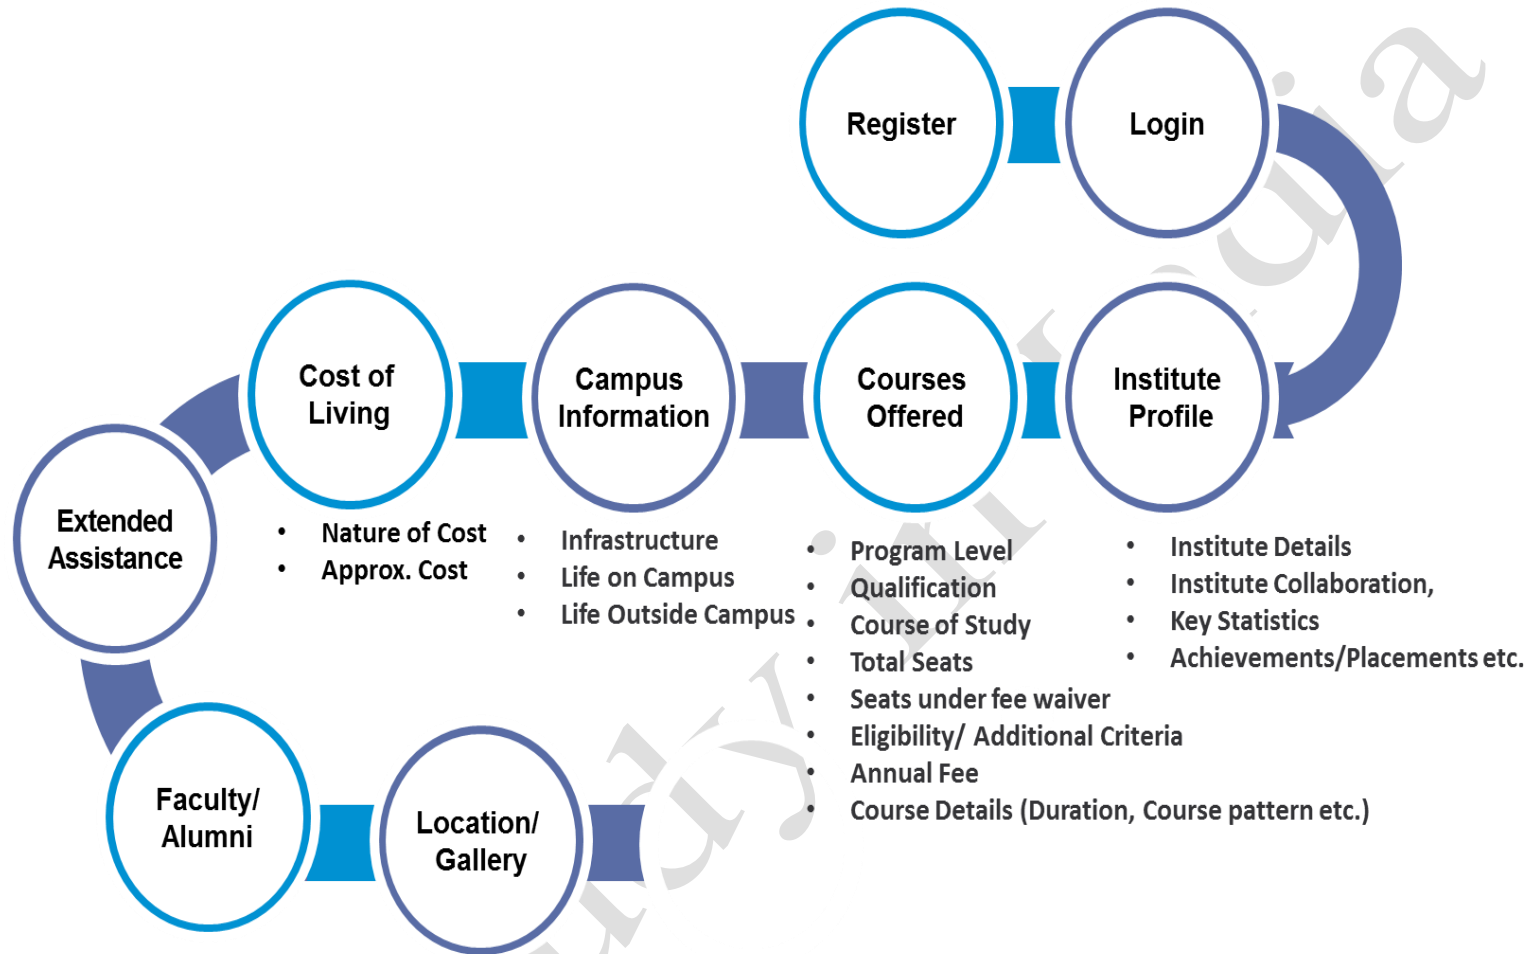 Register
Login
Institute
Profile
Courses
Offered
Campus
Information
Cost of
Living
Extended
Assistance
Faculty/
Alumni
Location/
Gallery
• Institute Details
• Institute Collaboration,
• Key Statistics
• Achievements/Placements etc.
• Program Level
• Qualification
• Course of Study
• Total Seats
• Seats under fee waiver
• Eligibility/ Additional Criteria
• Annual Fee
• Course Details (Duration, Course pattern etc.)
• Infrastructure
• Life on Campus
• Life Outside Campus
• Nature of Cost
• Approx. Cost